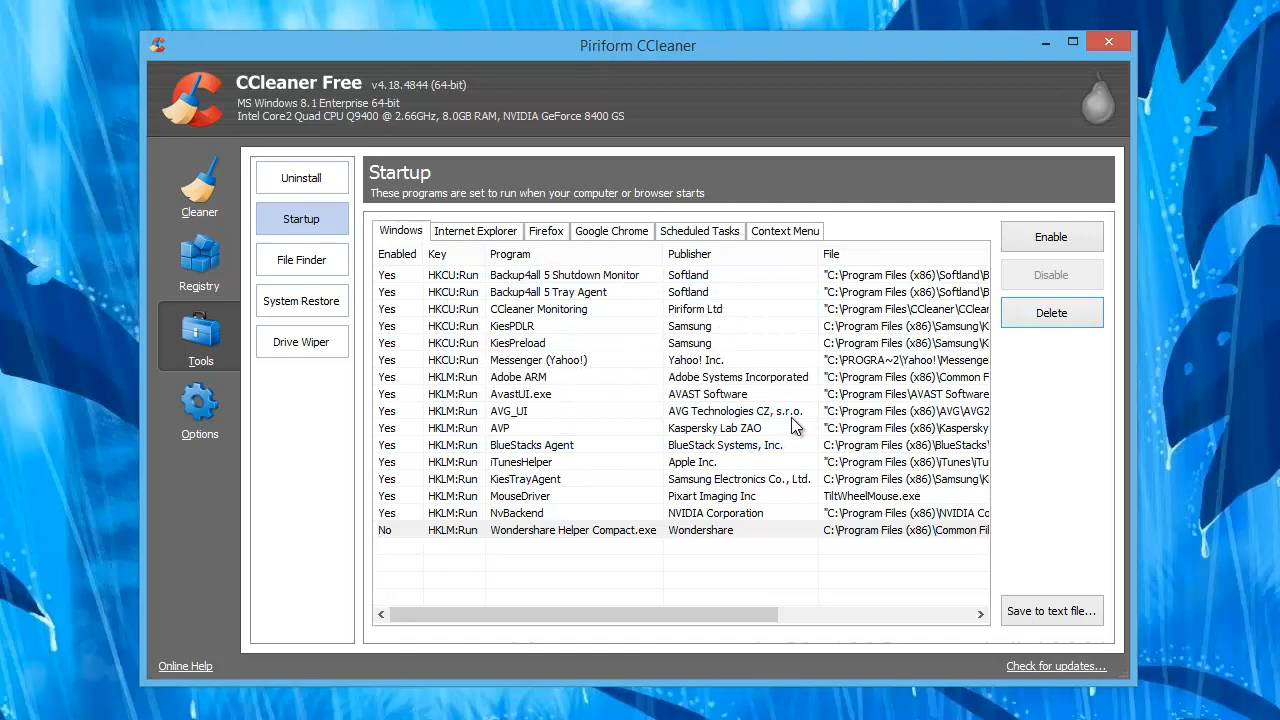 Piriform CCleaner
CCleaner Free v4.18.4844 (64-bit)
MS Windows 8.1 Enterprise 64-bit
Intel Core2 Quad CPU Q9400 @ 2.66GHz, 8.0GB RAM, NVIDIA GeForce 8400 GS
Cleaner
Registry
Tools
Options
Uninstall
Startup
File Finder
System Restore
Drive Wiper
Startup
These programs are set to run when your computer or browser starts
Windows Internet Explorer Firefox Google Chrome Scheduled Tasks Context Menu
Enabled Key Program Publisher File
Yes HKCU:Run Backup4all 5 Shutdown Monitor Softland "C:\Program Files (x86)\Softland\B
Yes HKCU:Run Backup4all 5 Tray Agent Softland "C:\Program Files (x86)\Softland\B
Yes HKCU:Run CCleaner Monitoring Piriform Ltd "C:\Program Files\CCleaner\CClear
Yes HKCU:Run KiesPDLR Samsung C:\Program Files (x86)\Samsung\K
Yes HKCU:Run KiesPreload Samsung C:\Program Files (x86)\Samsung\K
Yes HKCU:Run Messenger (Yahoo!) Yahoo! Inc. "C:\PROGRA~2\Yahoo!\Messenge
Yes HKLM:Run Adobe ARM Adobe Systems Incorporated "C:\Program Files (x86)\Common F
Yes HKLM:Run AvastUI.exe AVAST Software "C:\Program Files\AVAST Software
Yes HKLM:Run AVG_UI AVG Technologies CZ, s.r.o. "C:\Program Files (x86)\AVG\AVG2
Yes HKLM:Run AVP Kaspersky Lab ZAO "C:\Program Files (x86)\Kaspersky
Yes HKLM:Run BlueStacks Agent BlueStack Systems, Inc. C:\Program Files (x86)\BlueStacks\
Yes HKLM:Run iTunesHelper Apple Inc. "C:\Program Files (x86)\iTunes\iTu
Yes HKLM:Run KiesTrayAgent Samsung Electronics Co., Ltd. C:\Program Files (x86)\Samsung\K
Yes HKLM:Run MouseDriver Pixart Imaging Inc TiltWheelMouse.exe
Yes HKLM:Run NvBackend NVIDIA Corporation "C:\Program Files (x86)\NVIDIA Co
No HKLM:Run Wondershare Helper Compact.exe Wondershare C:\Program Files (x86)\Common Fil
Enable
Disable
Delete
Save to text file...
Online Help
Check for updates...